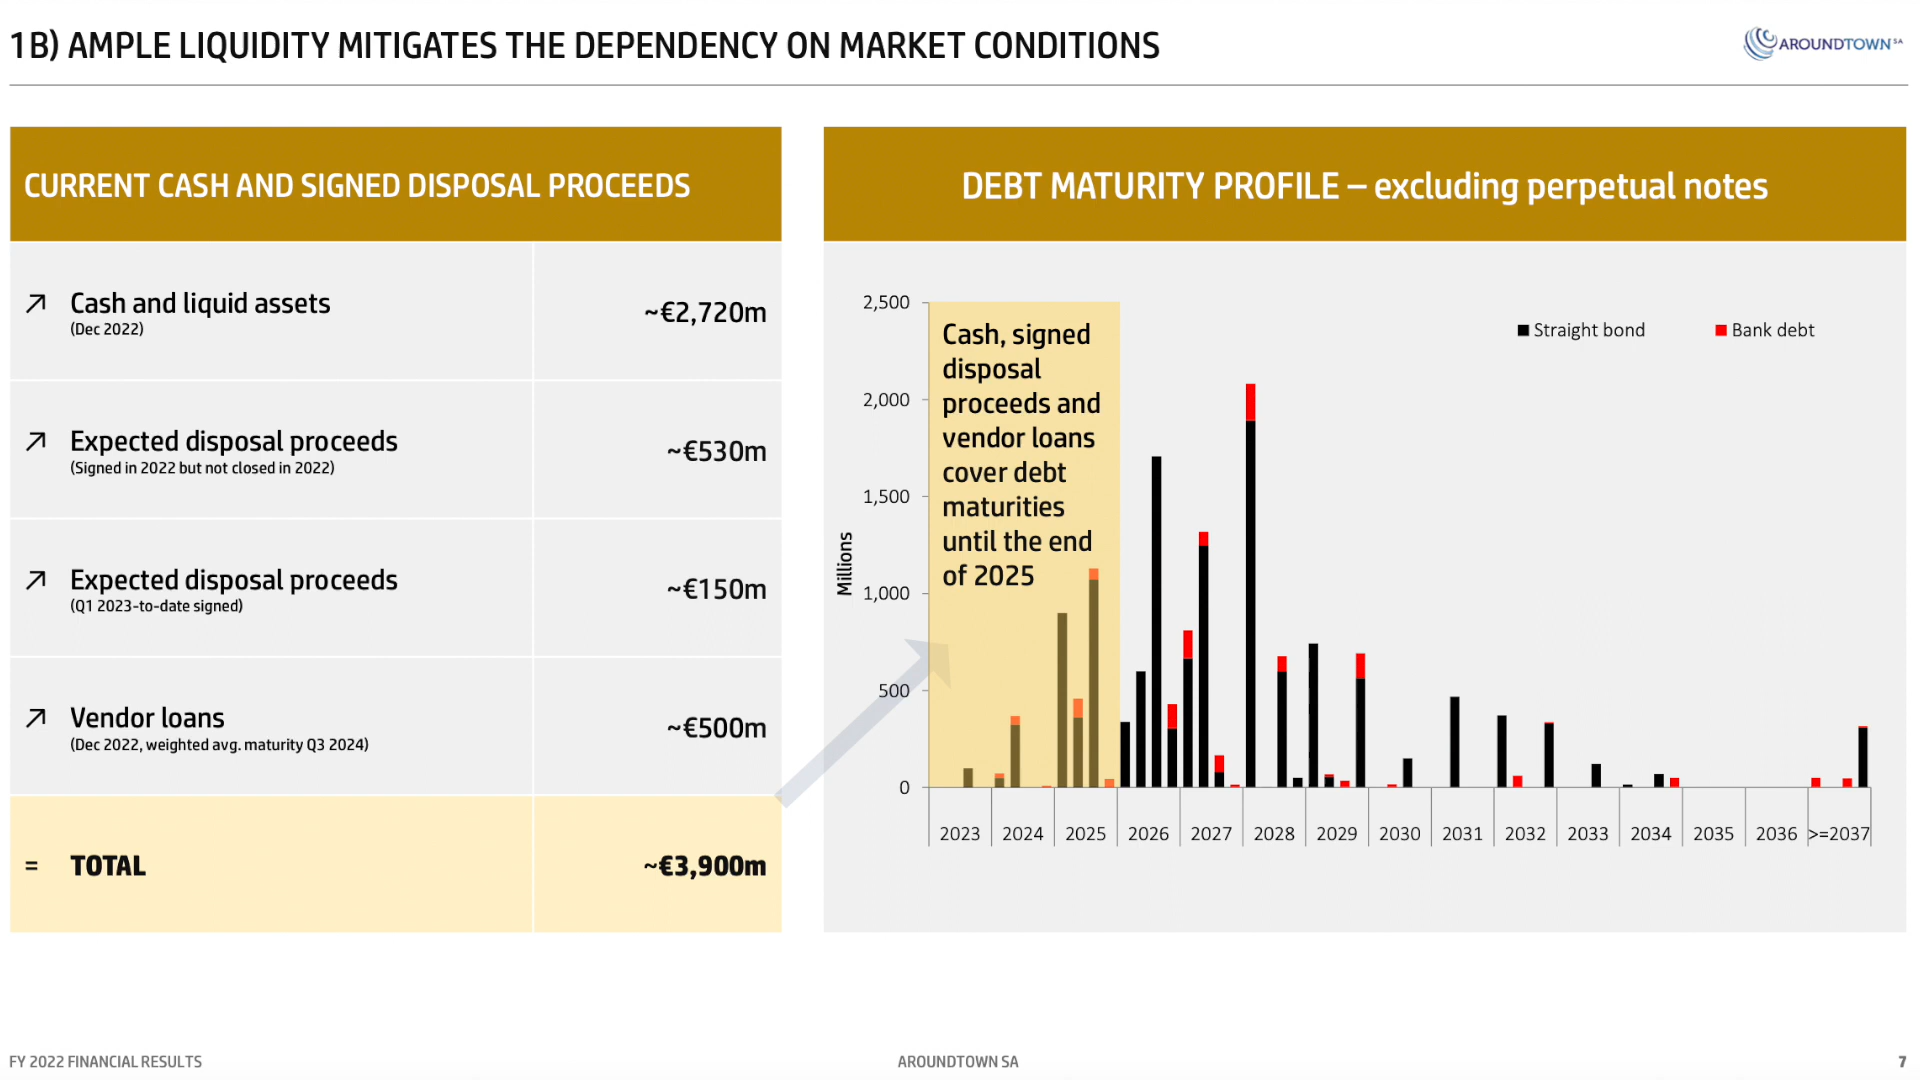 1B) AMPLE LIQUIDITY MITIGATES THE DEPENDENCY ON MARKET CONDITIONS
AROUNDTOWN SA
CURRENT CASH AND SIGNED DISPOSAL PROCEEDS
↗ Cash and liquid assets ~€2,720m
(Dec 2022)
↗ Expected disposal proceeds ~€530m
(Signed in 2022 but not closed in 2022)
↗ Expected disposal proceeds ~€150m
(Q1 2023-to-date signed)
↗ Vendor loans ~€500m
(Dec 2022, weighted avg. maturity Q3 2024)
= TOTAL ~€3,900m
DEBT MATURITY PROFILE – excluding perpetual notes
Straight bond Bank debt
Cash, signed
disposal
proceeds and
vendor loans
cover debt
maturities
until the end
of 2025
Millions
2,500
2,000
1,500
1,000
500
0
2023 2024 2025 2026 2027 2028 2029 2030 2031 2032 2033 2034 2035 2036 >=2037
FY 2022 FINANCIAL RESULTS
AROUNDTOWN SA
7